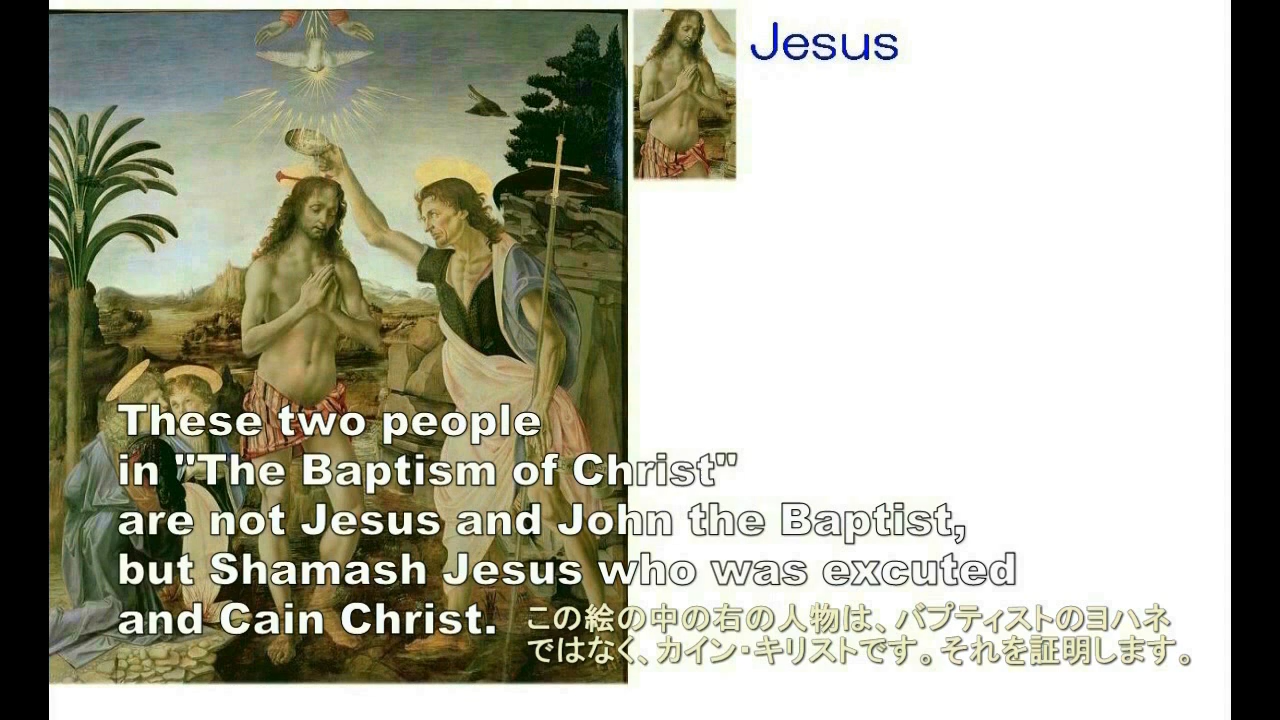 Jesus
These two people
in "The Baptism of Christ"
are not Jesus and John the Baptist,
but Shamash Jesus who was excuted
and Cain Christ.
この絵の中の右の人物は、バプティストのヨハネ
ではなく、カイン・キリストです。それを証明します。